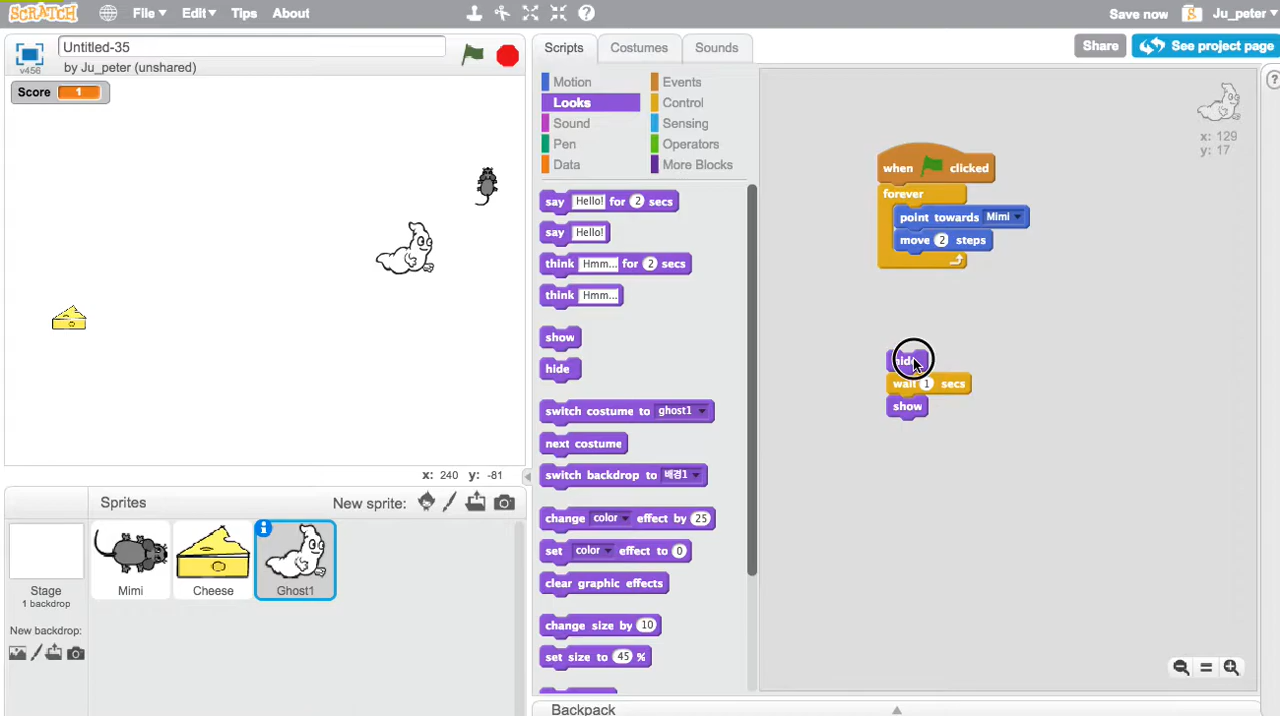 SCRATCH File Edit Tips About Save now Ju_peter
v456
Untitled-35
by Ju_peter (unshared)
Score 1
x: 240 y: -81
Scripts Costumes Sounds
Share See project page
Motion Events
Looks Control
Sound Sensing
Pen Operators
Data More Blocks
say Hello! for 2 secs
say Hello!
think Hmm... for 2 secs
think Hmm...
show
hide
switch costume to ghost1
next costume
switch backdrop to 배경1
change color effect by 25
set color effect to 0
clear graphic effects
change size by 10
set size to 45 %
x: 129
y: 17
when clicked
forever
point towards Mimi
move 2 steps
hide
wait 1 secs
show
Sprites New sprite:
Stage
1 backdrop
New backdrop:
Mimi Cheese Ghost1
Backpack